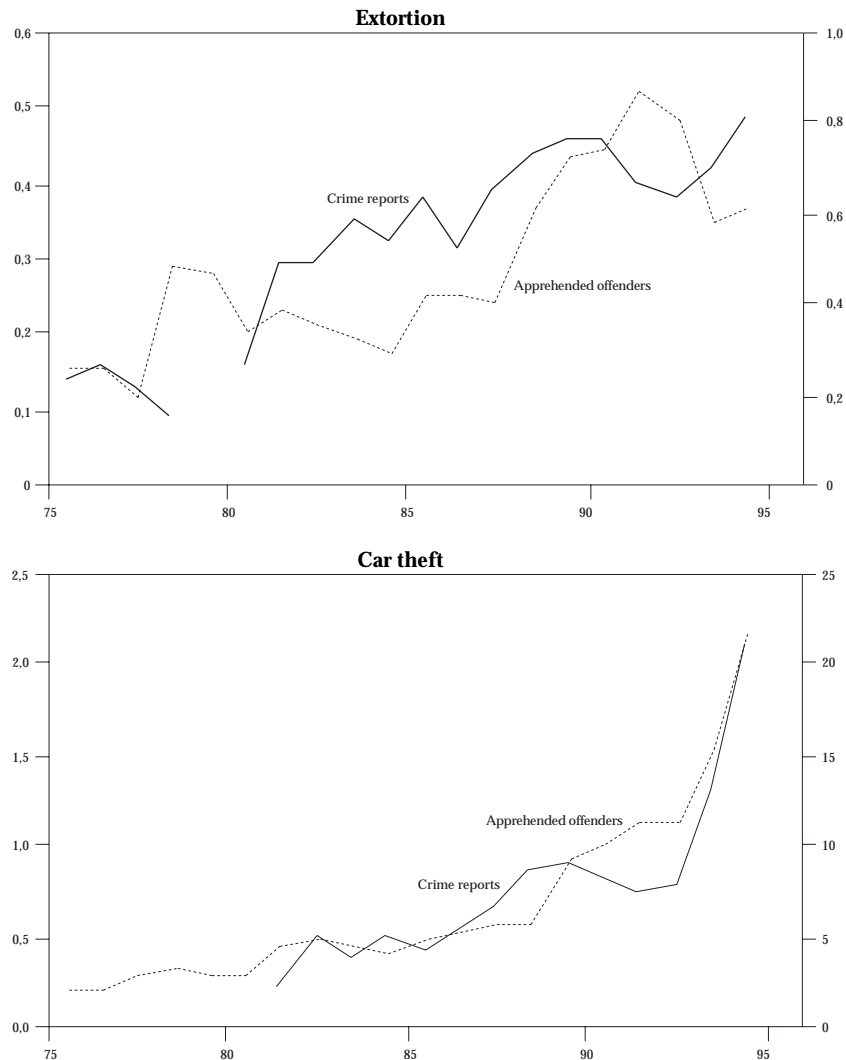 Extortion
0,6 1,0
0,5 0,8
Crime reports
0,4 0,6
0,3
Apprehended offenders
0,4
0,2
0,2
0,1
0 0
75 80 85 90 95
Car theft
2,5 25
2,0 20
1,5 15
Apprehended offenders
1,0 10
Crime reports
0,5 5
0,0 0
75 80 85 90 95